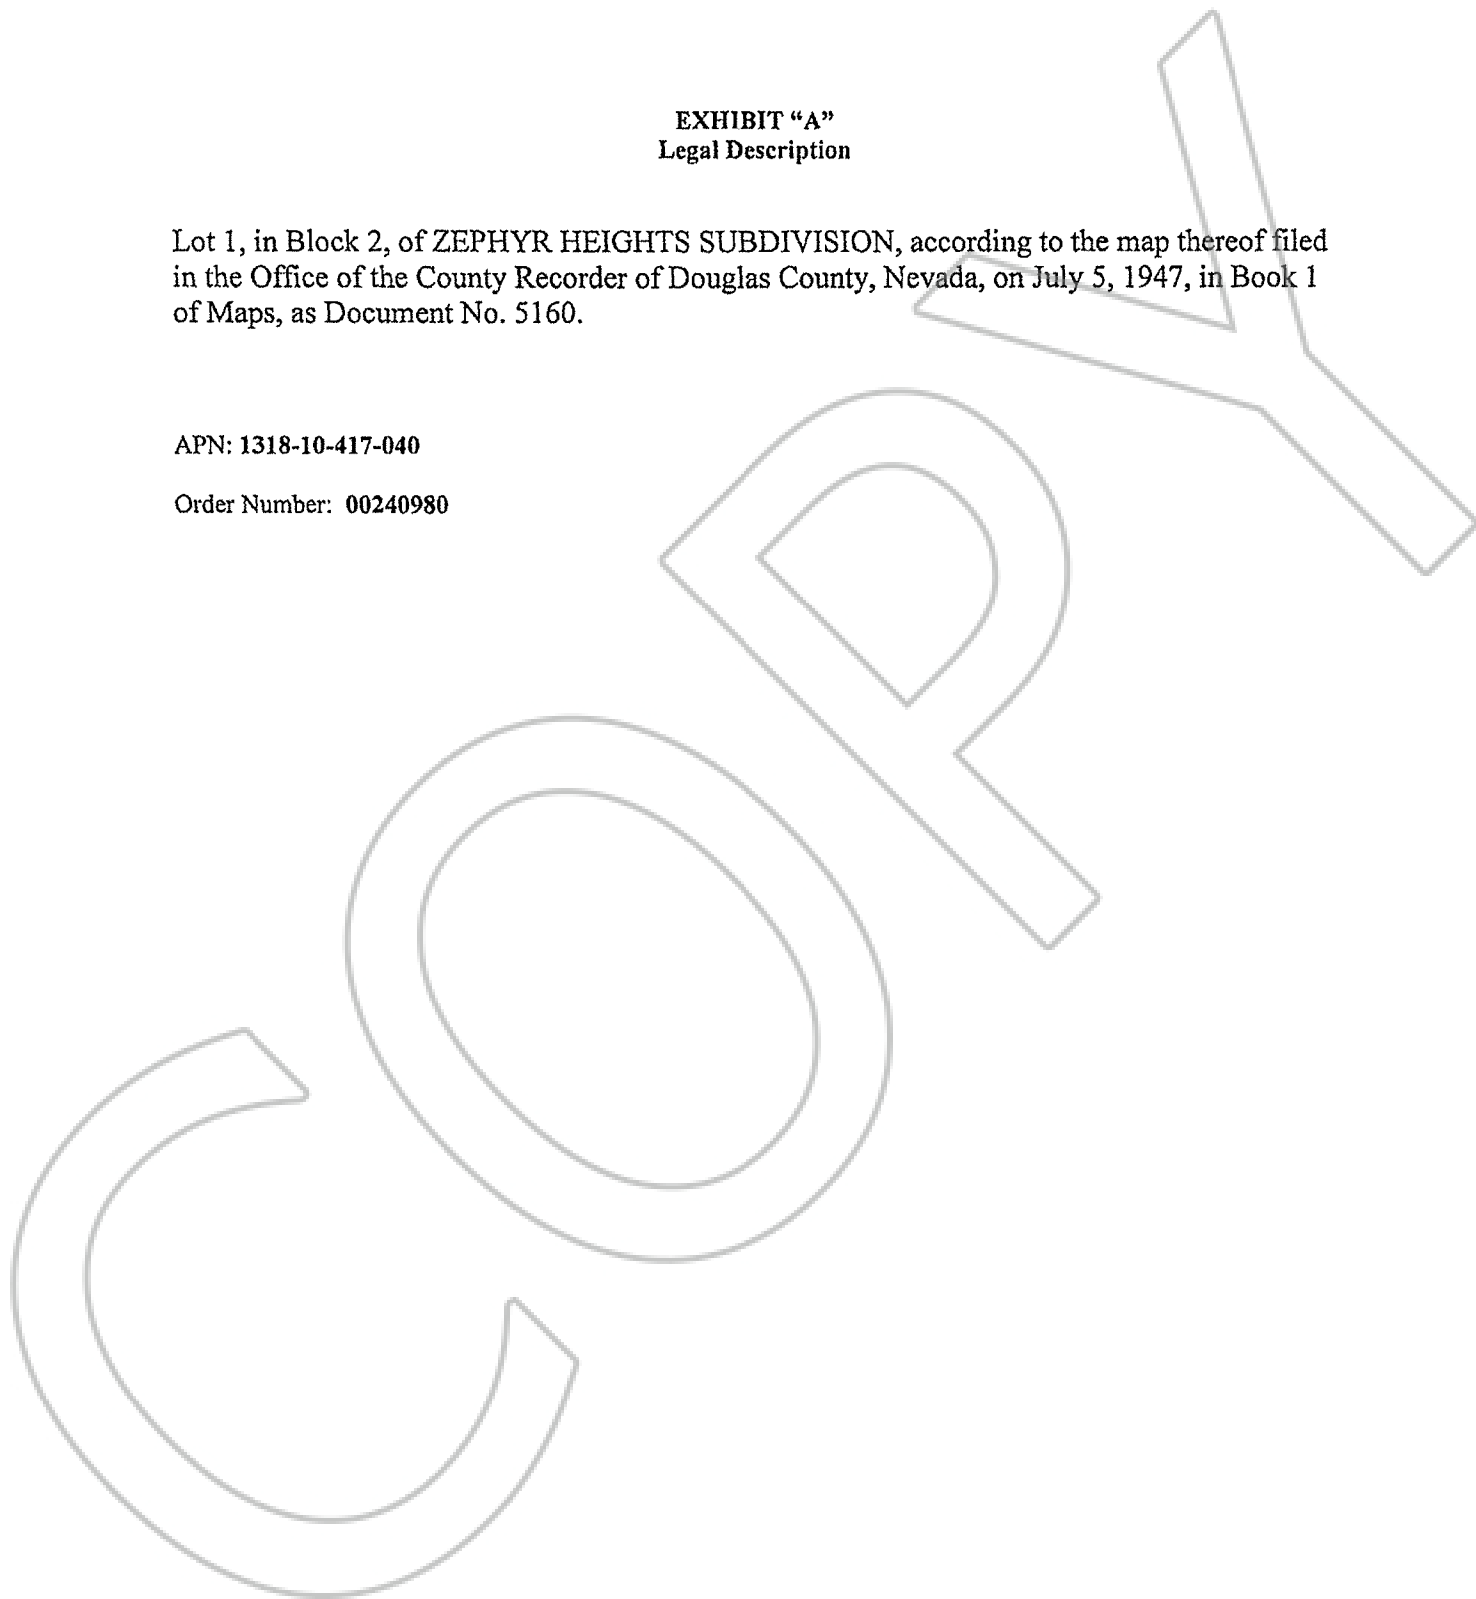 EXHIBIT “A”
Legal Description
Lot 1, in Block 2, of ZEPHYR HEIGHTS SUBDIVISION, according to the map thereof filed
in the Office of the County Recorder of Douglas County, Nevada, on July 5, 1947, in Book 1
of Maps, as Document No. 5160.
APN: 1318-10-417-040
Order Number: 00240980
COPY